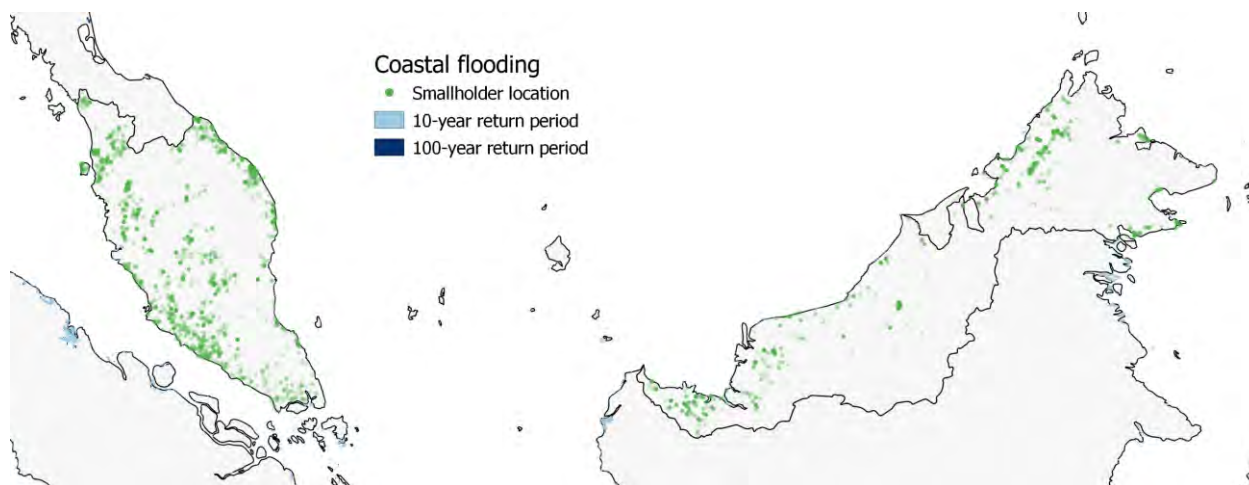 Coastal flooding
Smallholder location
10-year return period
100-year return period